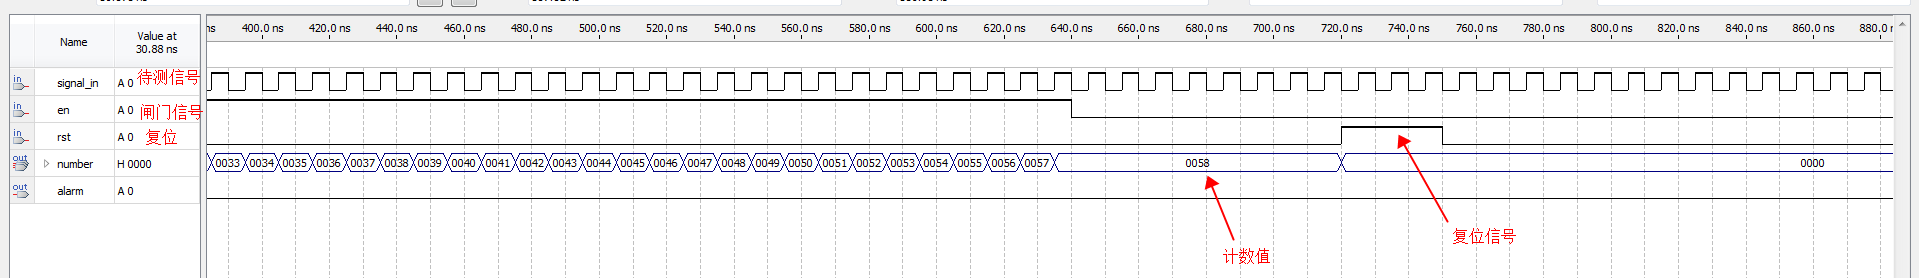 Name
Value at
30.88 ns
ns 400.0 ns 420.0 ns 440.0 ns 460.0 ns 480.0 ns 500.0 ns 520.0 ns 540.0 ns 560.0 ns 580.0 ns 600.0 ns 620.0 ns 640.0 ns 660.0 ns 680.0 ns 700.0 ns 720.0 ns 740.0 ns 760.0 ns 780.0 ns 800.0 ns 820.0 ns 840.0 ns 860.0 ns 880.0 n
in signal_in A 0 待测信号
in en A 0 闸门信号
in rst A 0 复位
out number H 0000 0033 0034 0035 0036 0037 0038 0039 0040 0041 0042 0043 0044 0045 0046 0047 0048 0049 0050 0051 0052 0053 0054 0055 0056 0057 0058 0000
out alarm A 0
复位信号
计数值